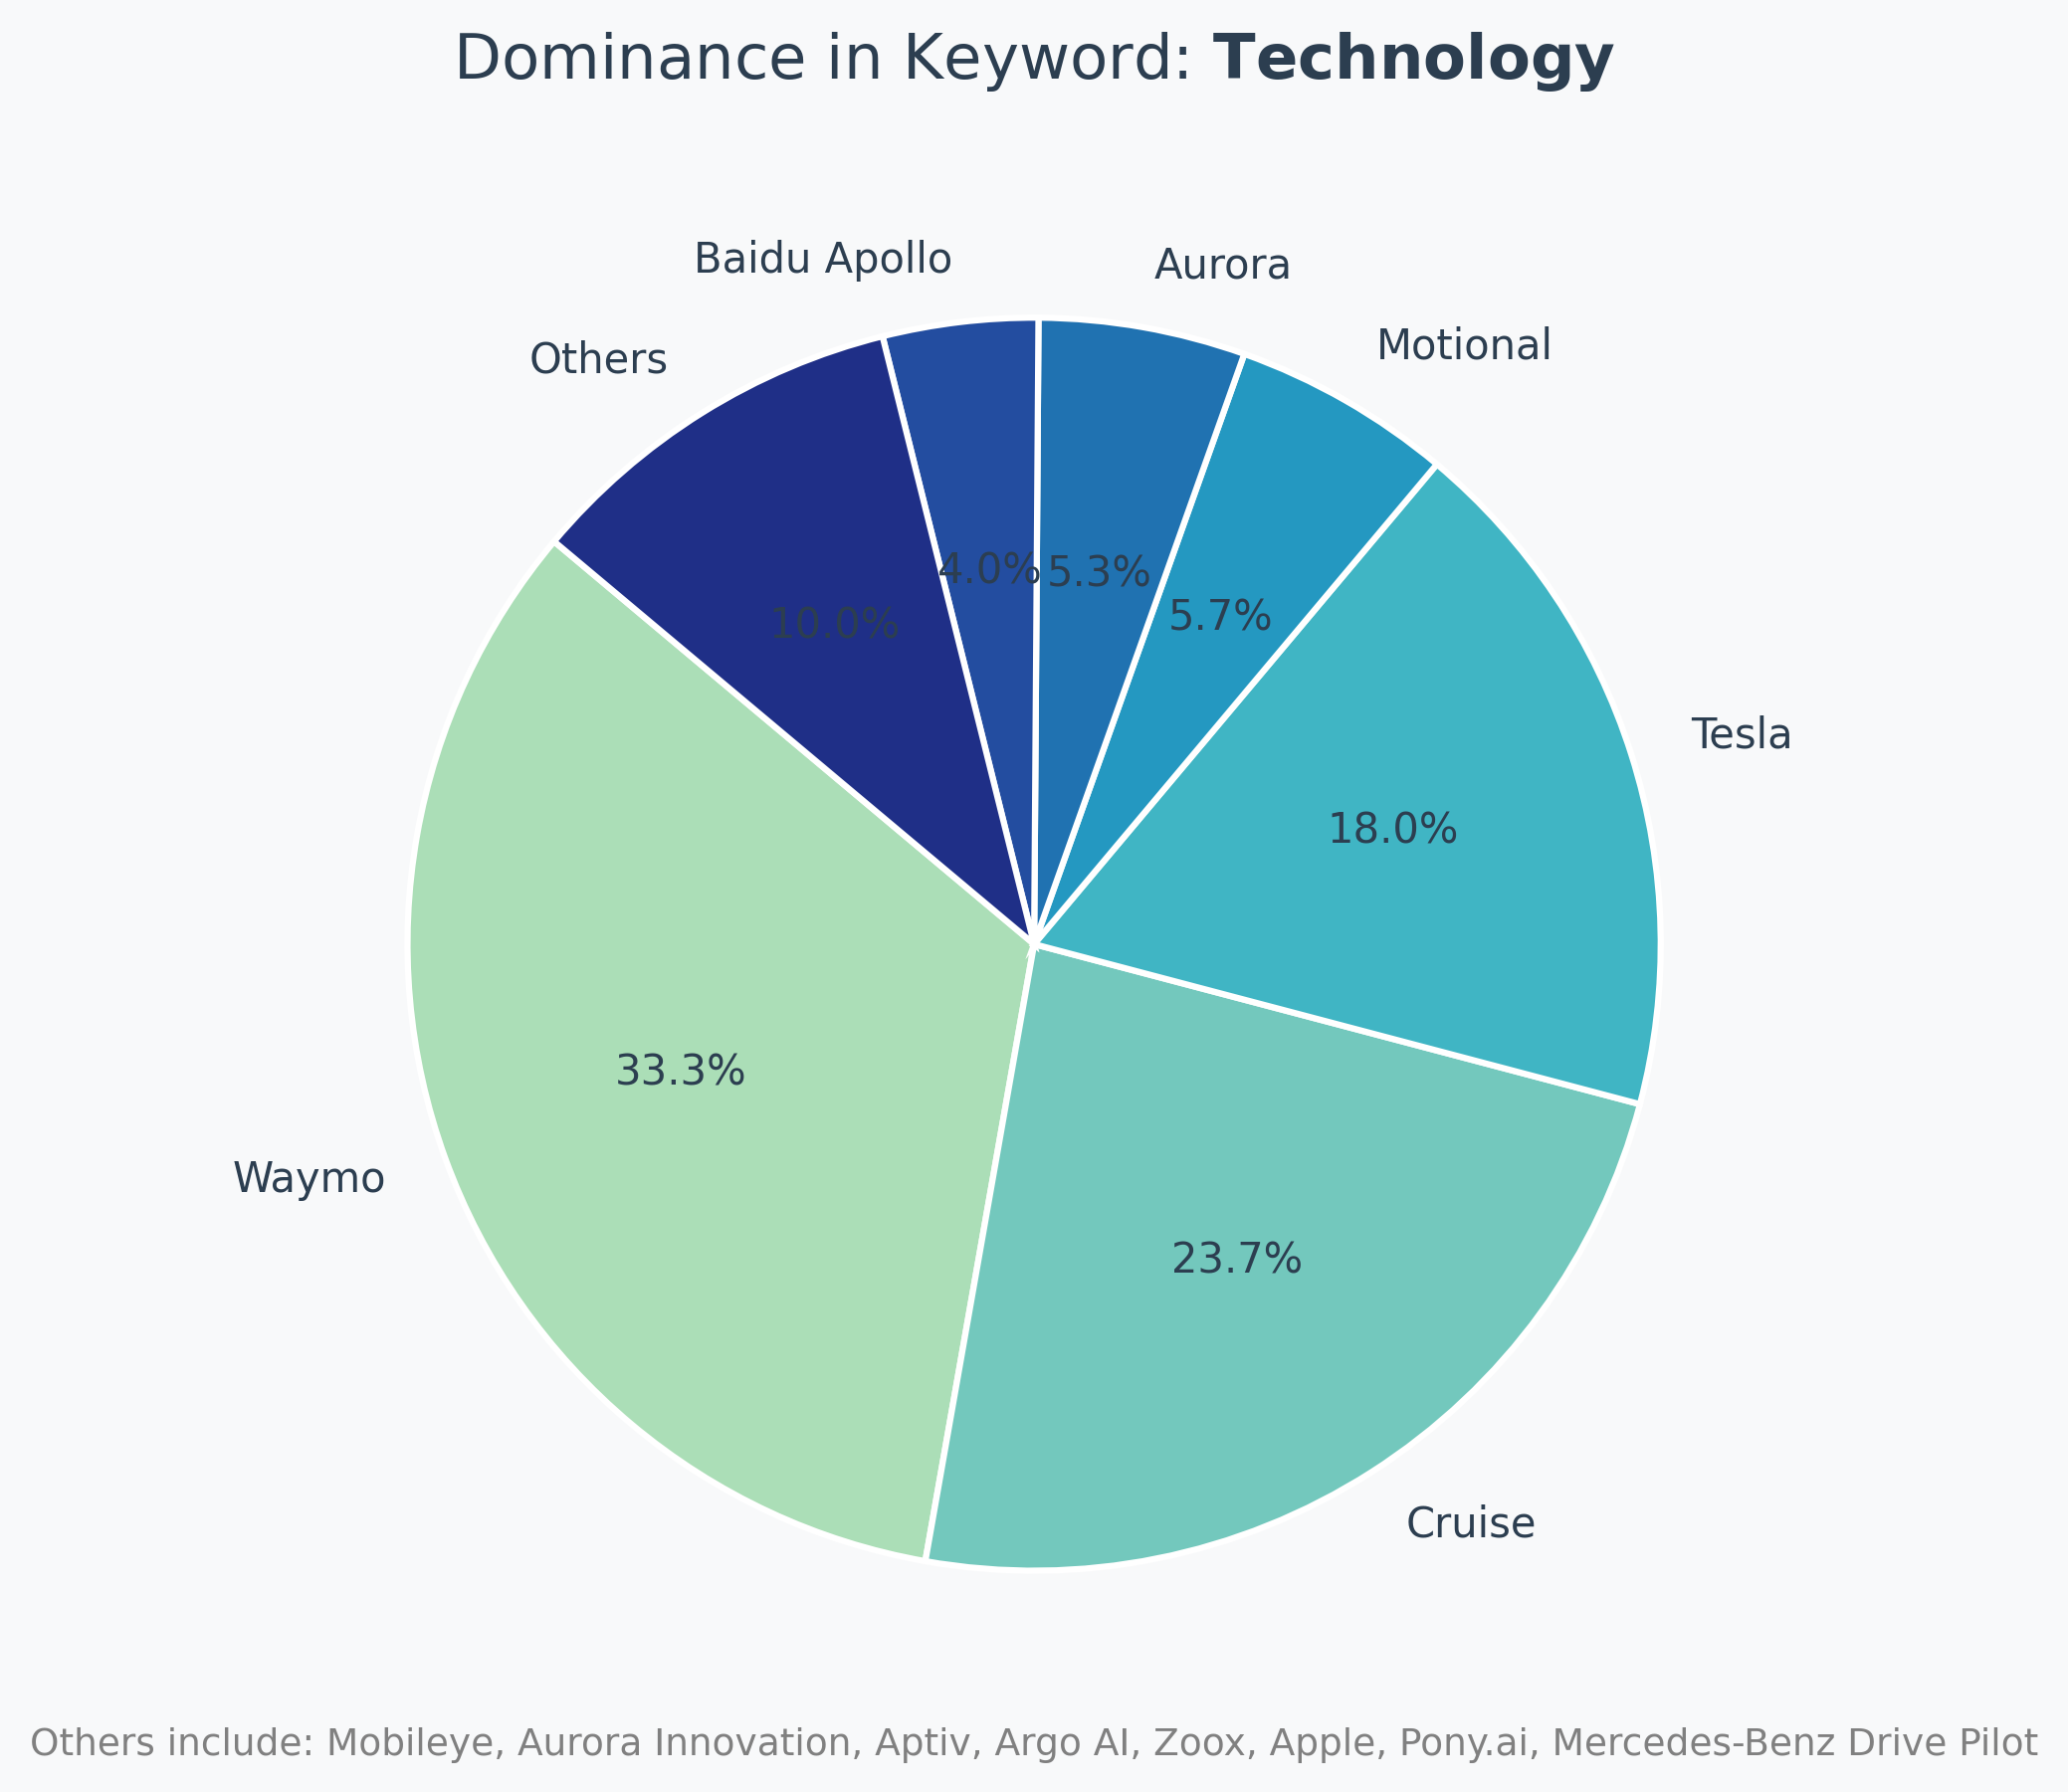 Dominance in Keyword: Technology
Baidu Apollo
Aurora
Motional
Others
4.0%
5.3%
5.7%
10.0%
Tesla
18.0%
33.3%
Waymo
23.7%
Cruise
Others include: Mobileye, Aurora Innovation, Aptiv, Argo AI, Zoox, Apple, Pony.ai, Mercedes-Benz Drive Pilot